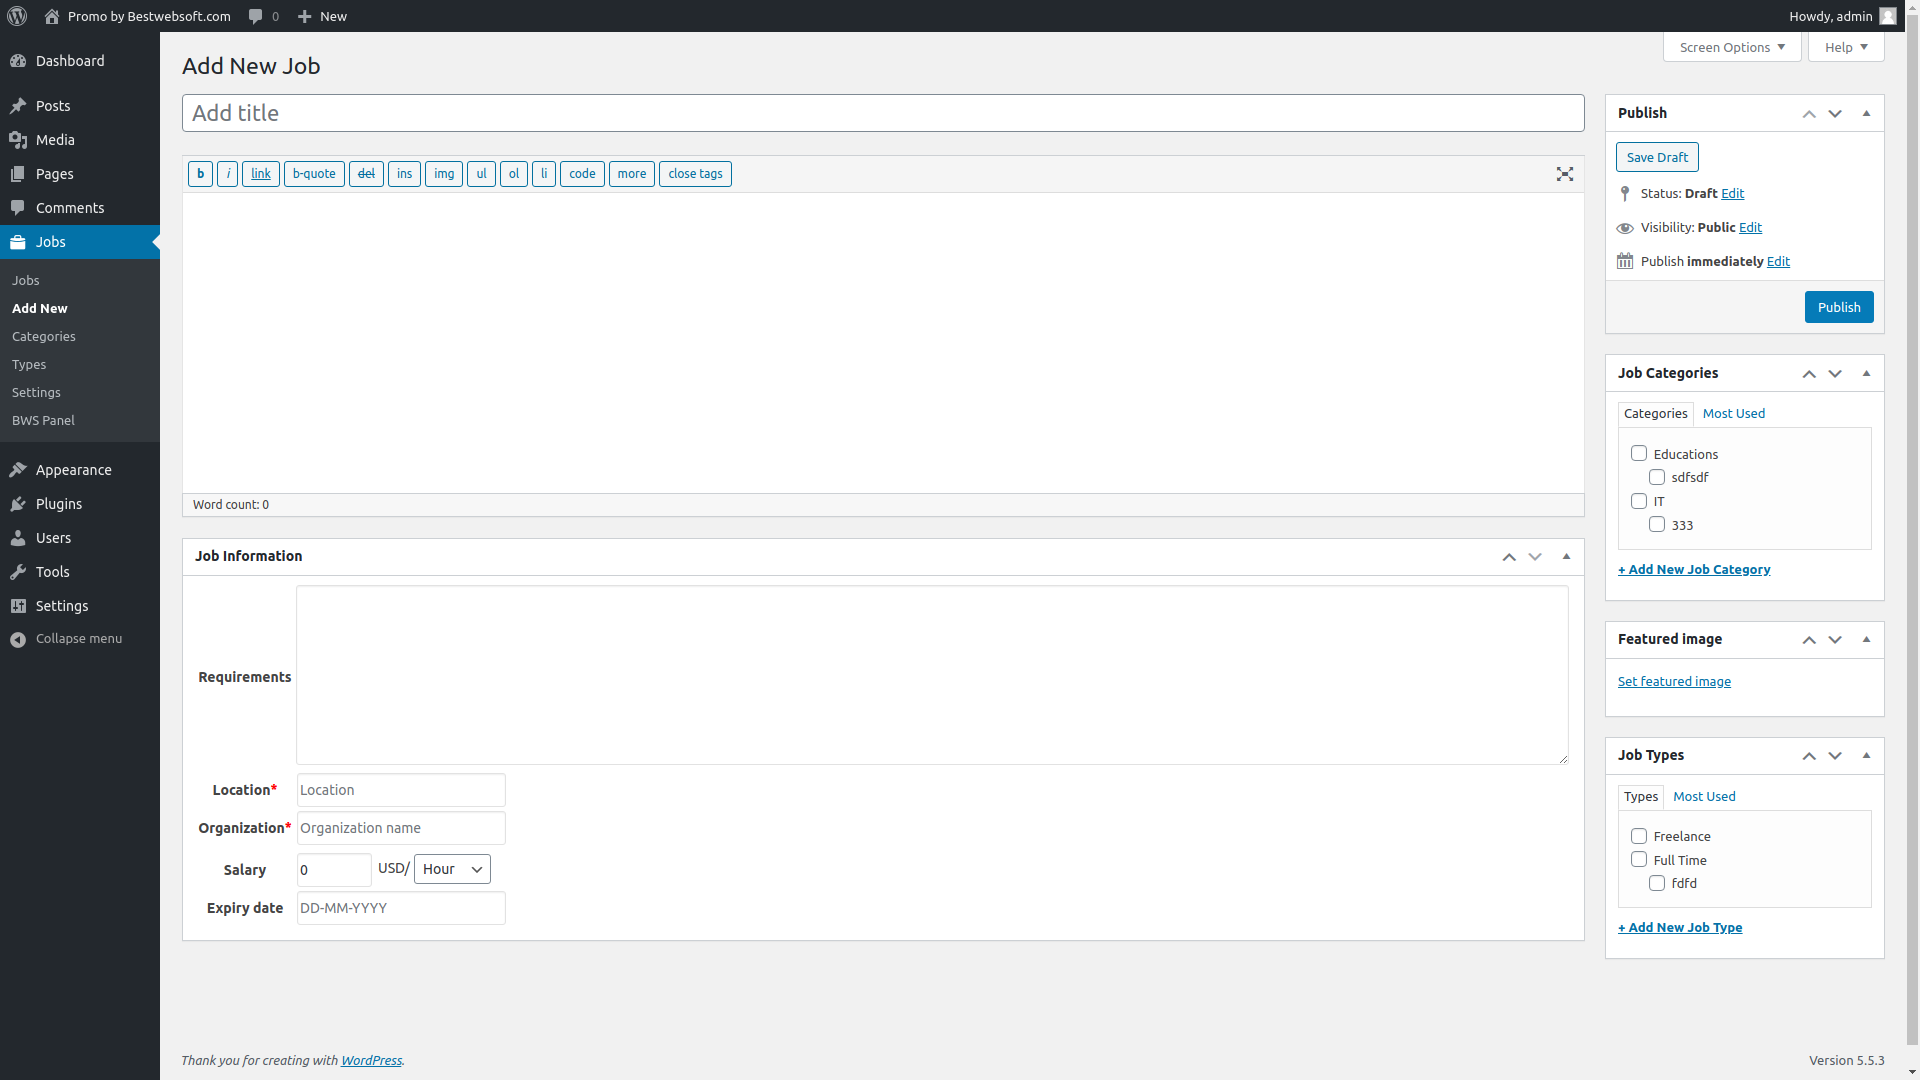 Promo by Bestwebsoft.com 0 New Howdy, admin
Screen Options Help
Dashboard
Posts
Media
Pages
Comments
Jobs
Jobs
Add New
Categories
Types
Settings
BWS Panel
Appearance
Plugins
Users
Tools
Settings
Collapse menu
Add New Job
Add title
b i link b-quote del ins img ul ol li code more close tags
Word count: 0
Job Information
Requirements
Location* Location
Organization* Organization name
Salary 0 USD/ Hour
Expiry date DD-MM-YYYY
Publish
Save Draft
Status: Draft Edit
Visibility: Public Edit
Publish immediately Edit
Publish
Job Categories
Categories Most Used
Educations
sdfsdf
IT
333
+ Add New Job Category
Featured image
Set featured image
Job Types
Types Most Used
Freelance
Full Time
fdfd
+ Add New Job Type
Thank you for creating with WordPress.
Version 5.5.3